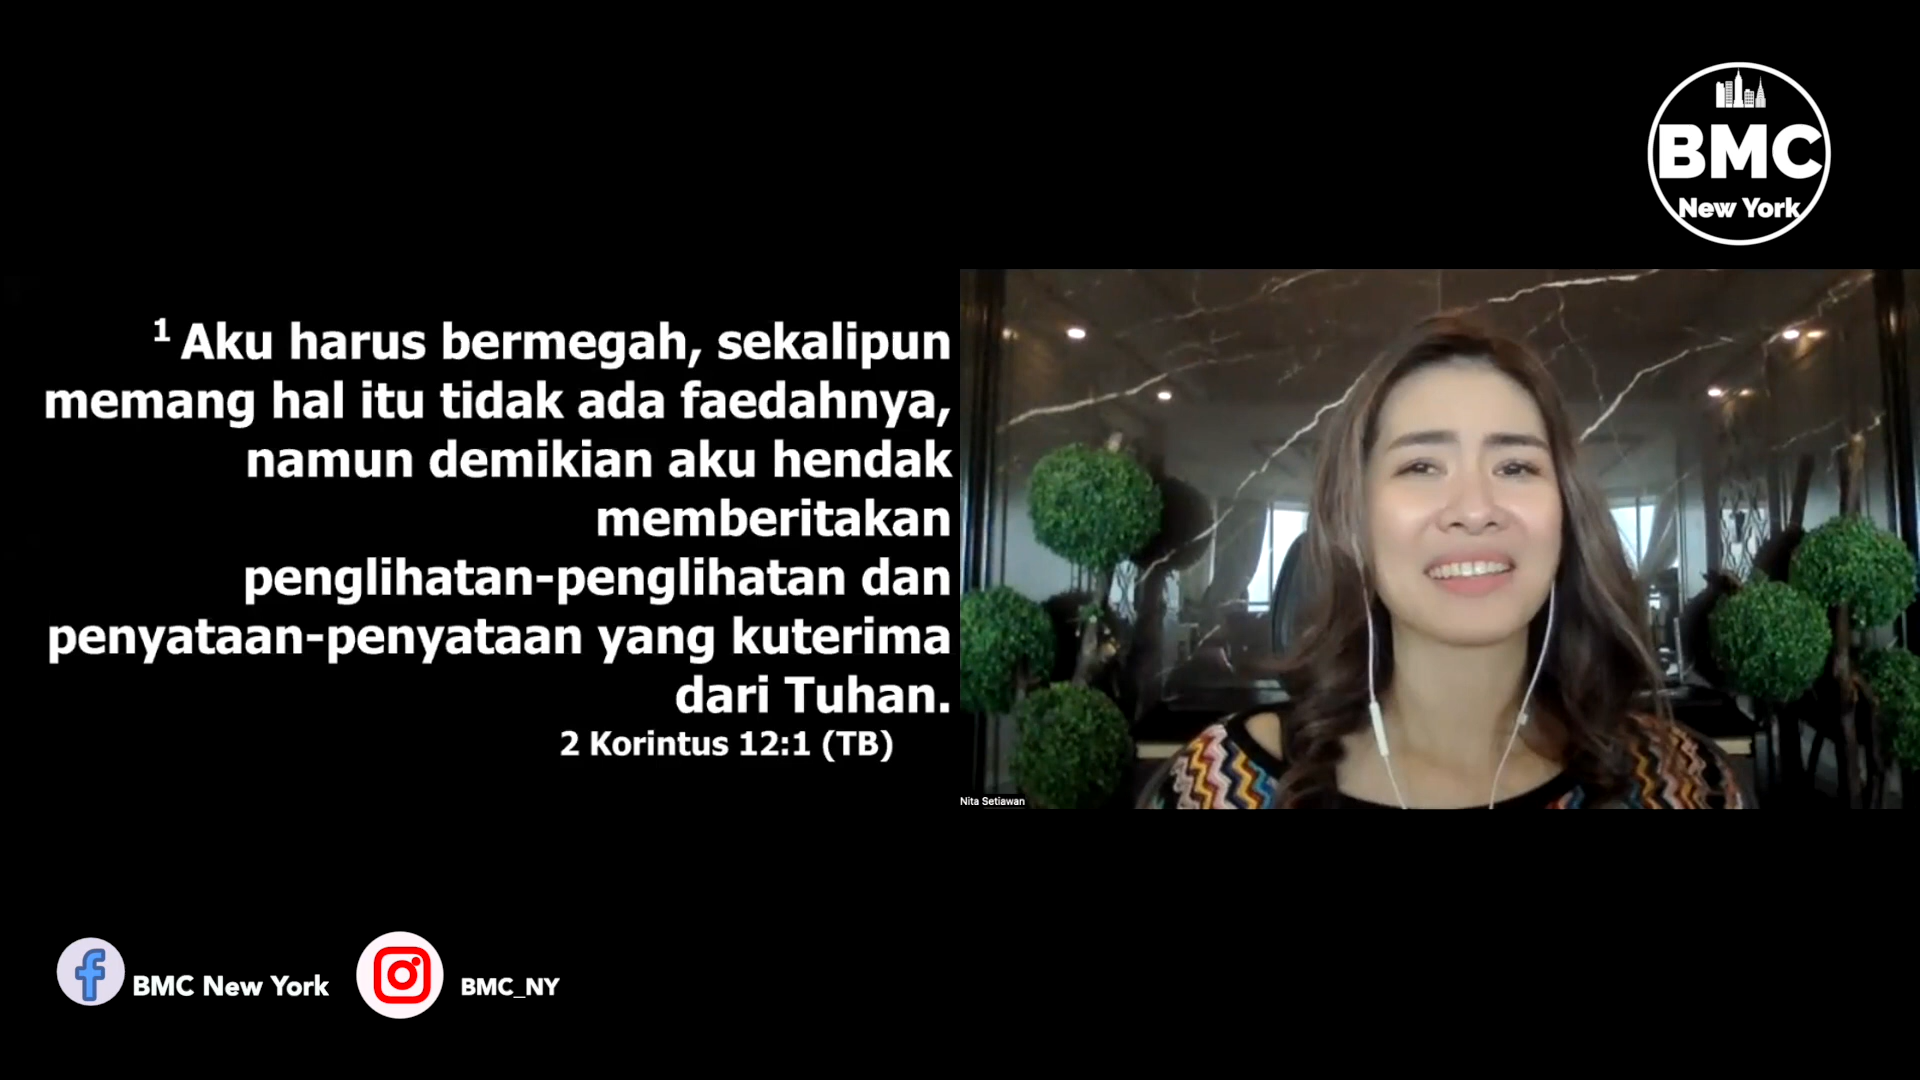 BMC
New York
1 Aku harus bermegah, sekalipun
memang hal itu tidak ada faedahnya,
namun demikian aku hendak
memberitakan
penglihatan-penglihatan dan
penyataan-penyataan yang kuterima
dari Tuhan.
2 Korintus 12:1 (TB)
Nita Setiawan
BMC New York
BMC_NY